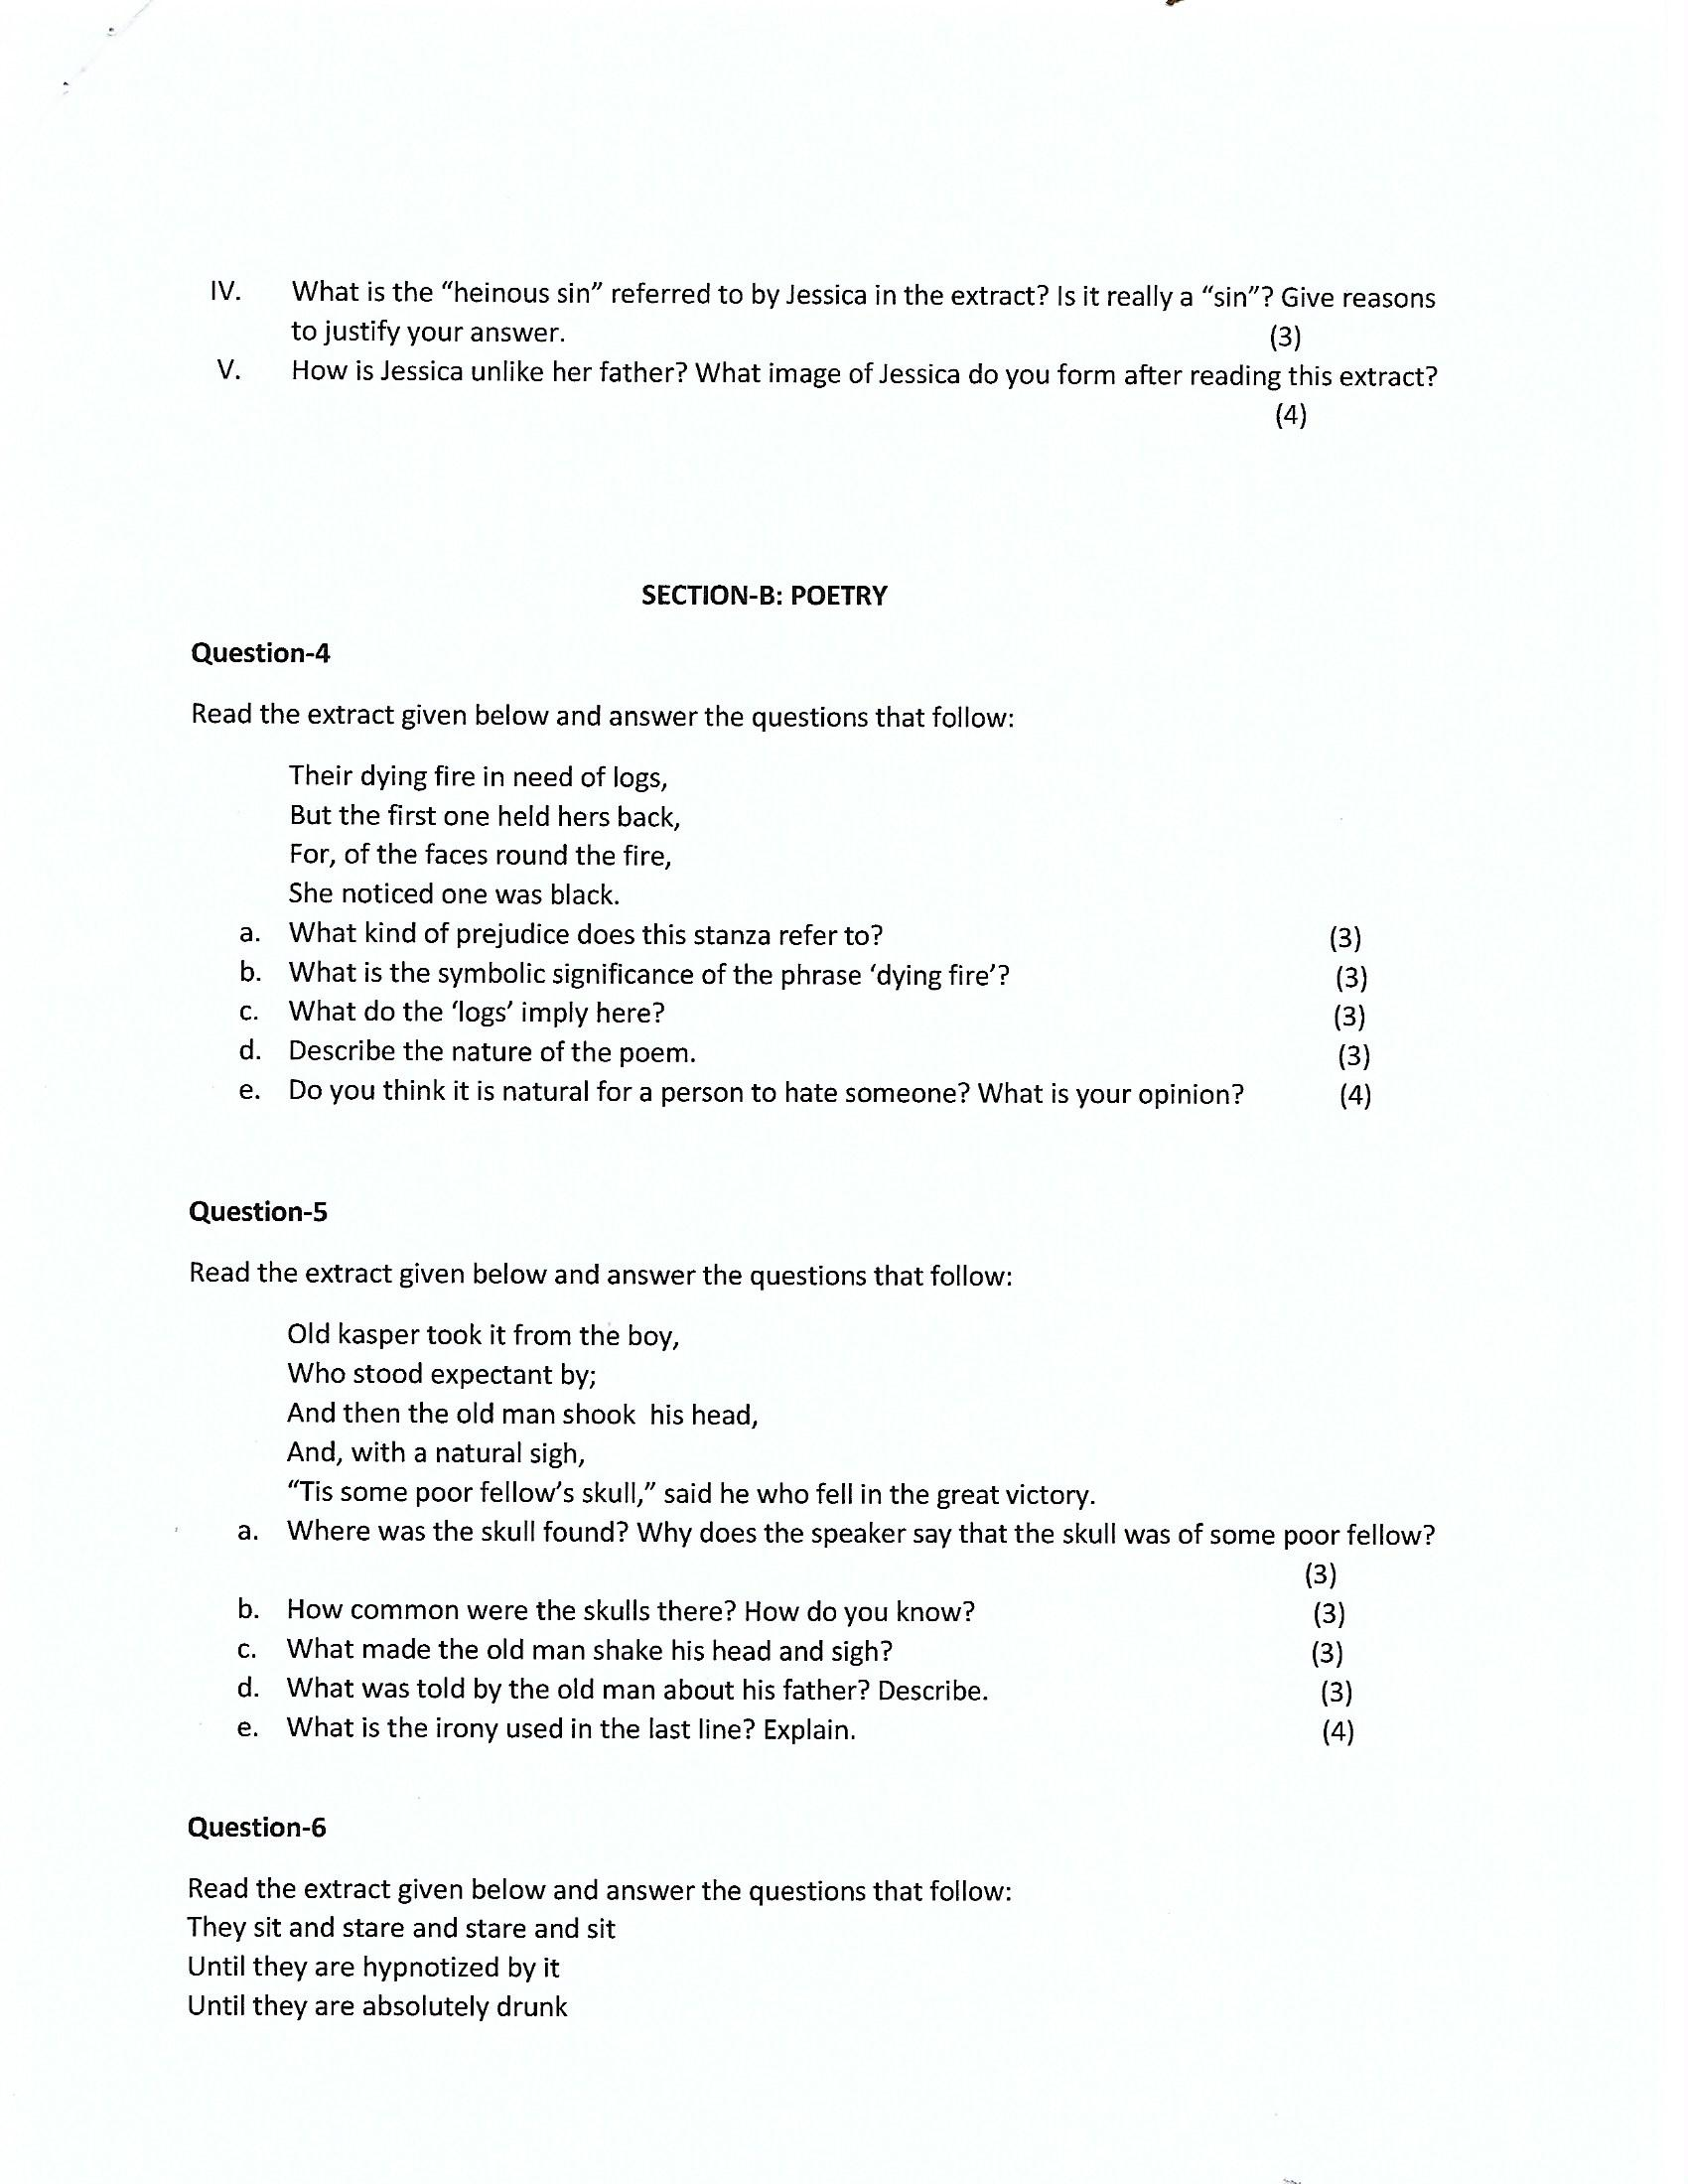 IV. What is the “heinous sin” referred to by Jessica in the extract? Is it really a “sin”? Give reasons
to justify your answer. (3)
V. How is Jessica unlike her father? What image of Jessica do you form after reading this extract?
(4)
SECTION-B: POETRY
Question-4
Read the extract given below and answer the questions that follow:
Their dying fire in need of logs,
But the first one held hers back,
For, of the faces round the fire,
She noticed one was black.
a. What kind of prejudice does this stanza refer to? (3)
b. What is the symbolic significance of the phrase ‘dying fire’? (3)
c. What do the ‘logs’ imply here? (3)
d. Describe the nature of the poem. (3)
e. Do you think it is natural for a person to hate someone? What is your opinion? (4)
Question-5
Read the extract given below and answer the questions that follow:
Old kasper took it from the boy,
Who stood expectant by;
And then the old man shook his head,
And, with a natural sigh,
“Tis some poor fellow’s skull,” said he who fell in the great victory.
a. Where was the skull found? Why does the speaker say that the skull was of some poor fellow?
(3)
b. How common were the skulls there? How do you know? (3)
c. What made the old man shake his head and sigh? (3)
d. What was told by the old man about his father? Describe. (3)
e. What is the irony used in the last line? Explain. (4)
Question-6
Read the extract given below and answer the questions that follow:
They sit and stare and stare and sit
Until they are hypnotized by it
Until they are absolutely drunk